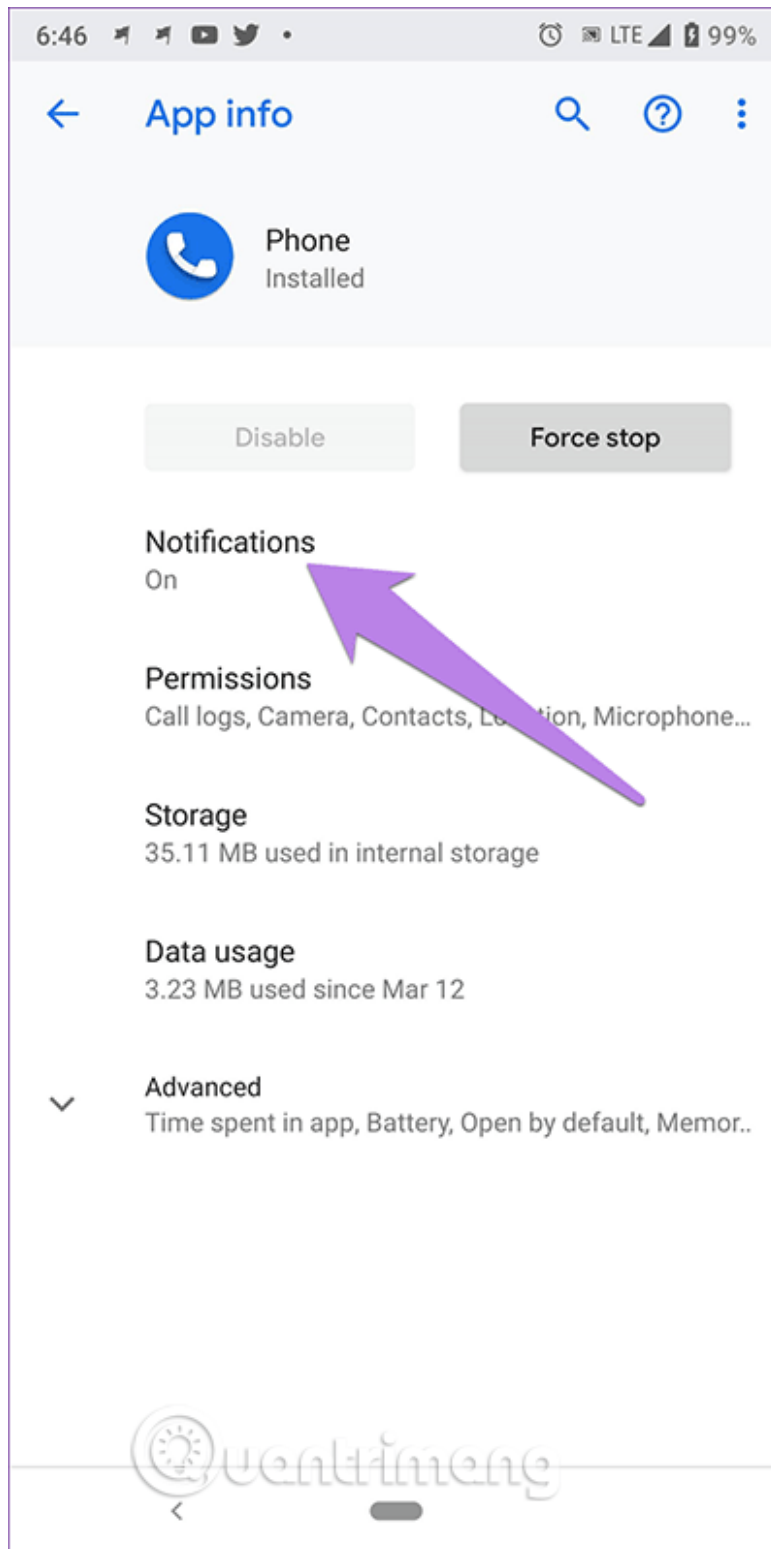 6:46 LTE 99%
App info
Phone
Installed
Disable
Force stop
Notifications
On
Permissions
Call logs, Camera, Contacts, Microphone...
Storage
35.11 MB used in internal storage
Data usage
3.23 MB used since Mar 12
Advanced
Time spent in app, Battery, Open by default, Memor..
Quantrimang